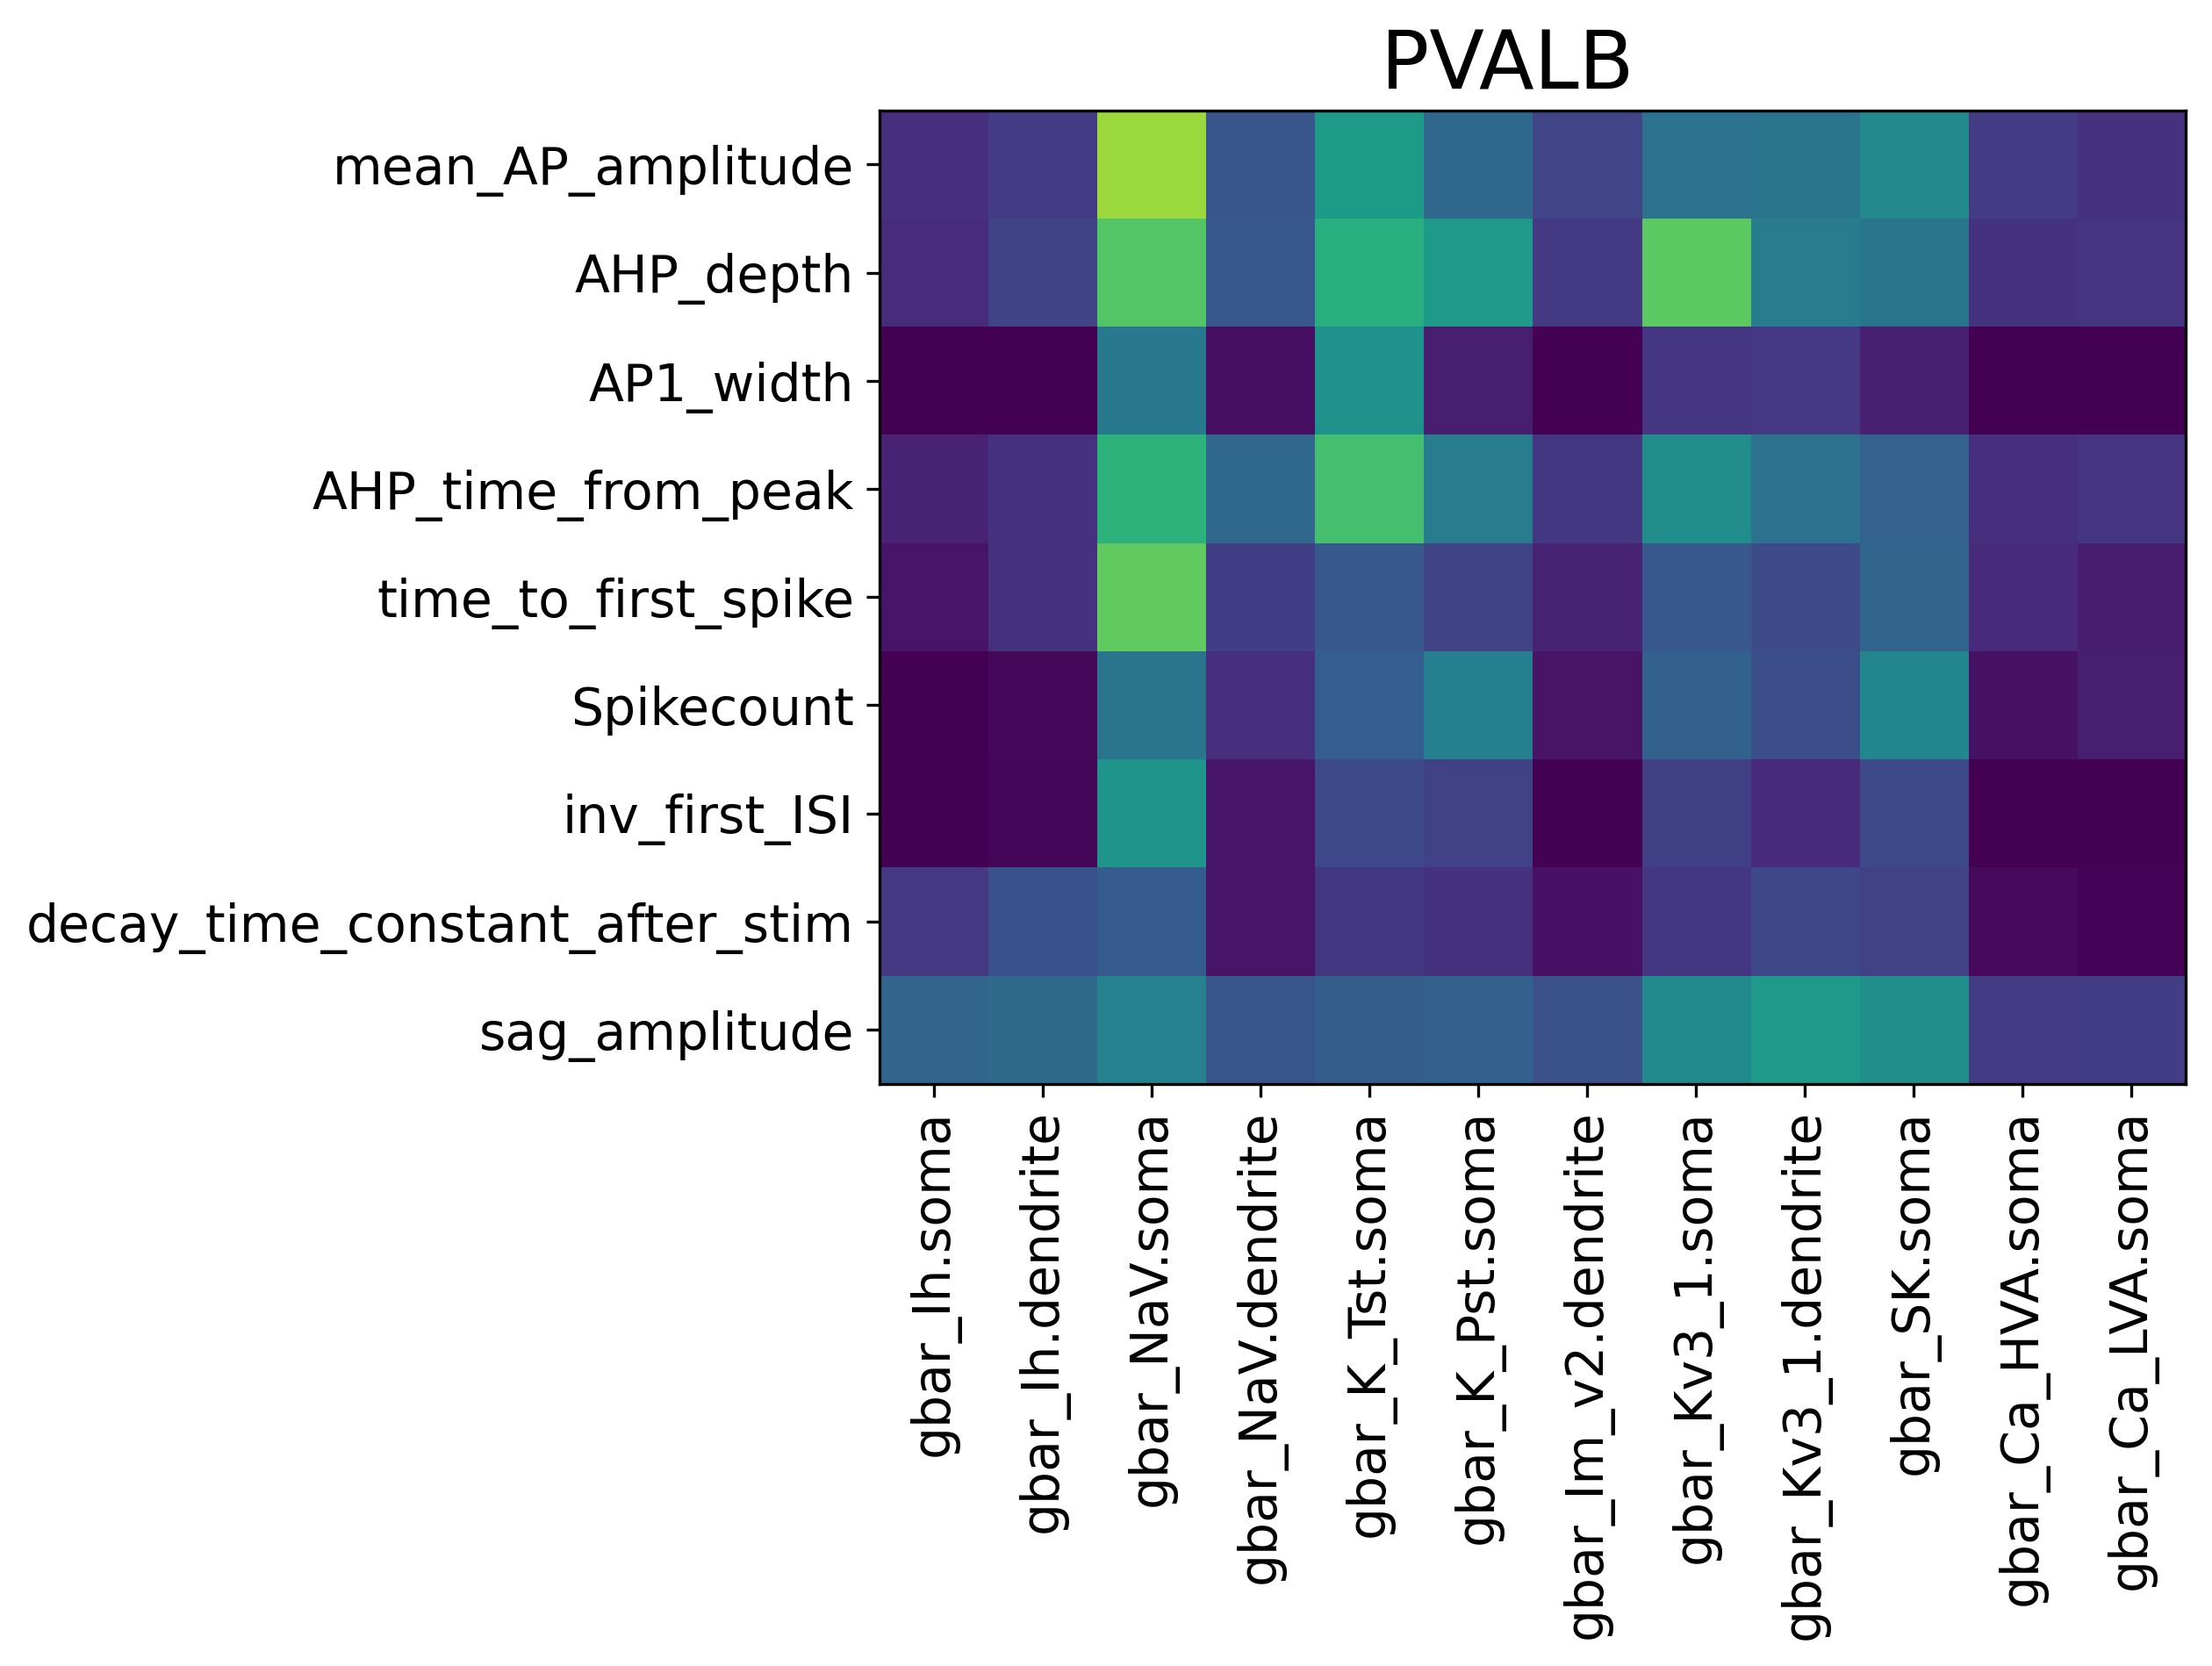 PVALB
mean_AP_amplitude
AHP_depth
AP1_width
AHP_time_from_peak
time_to_first_spike
Spikecount
inv_first_ISI
decay_time_constant_after_stim
sag_amplitude
gbar_Ih.soma
gbar_Ih.dendrite
gbar_NaV.soma
gbar_NaV.dendrite
gbar_K_Tst.soma
gbar_K_Pst.soma
gbar_Im_v2.dendrite
gbar_Kv3_1.soma
gbar_Kv3_1.dendrite
gbar_SK.soma
gbar_Ca_HVA.soma
gbar_Ca_LVA.soma